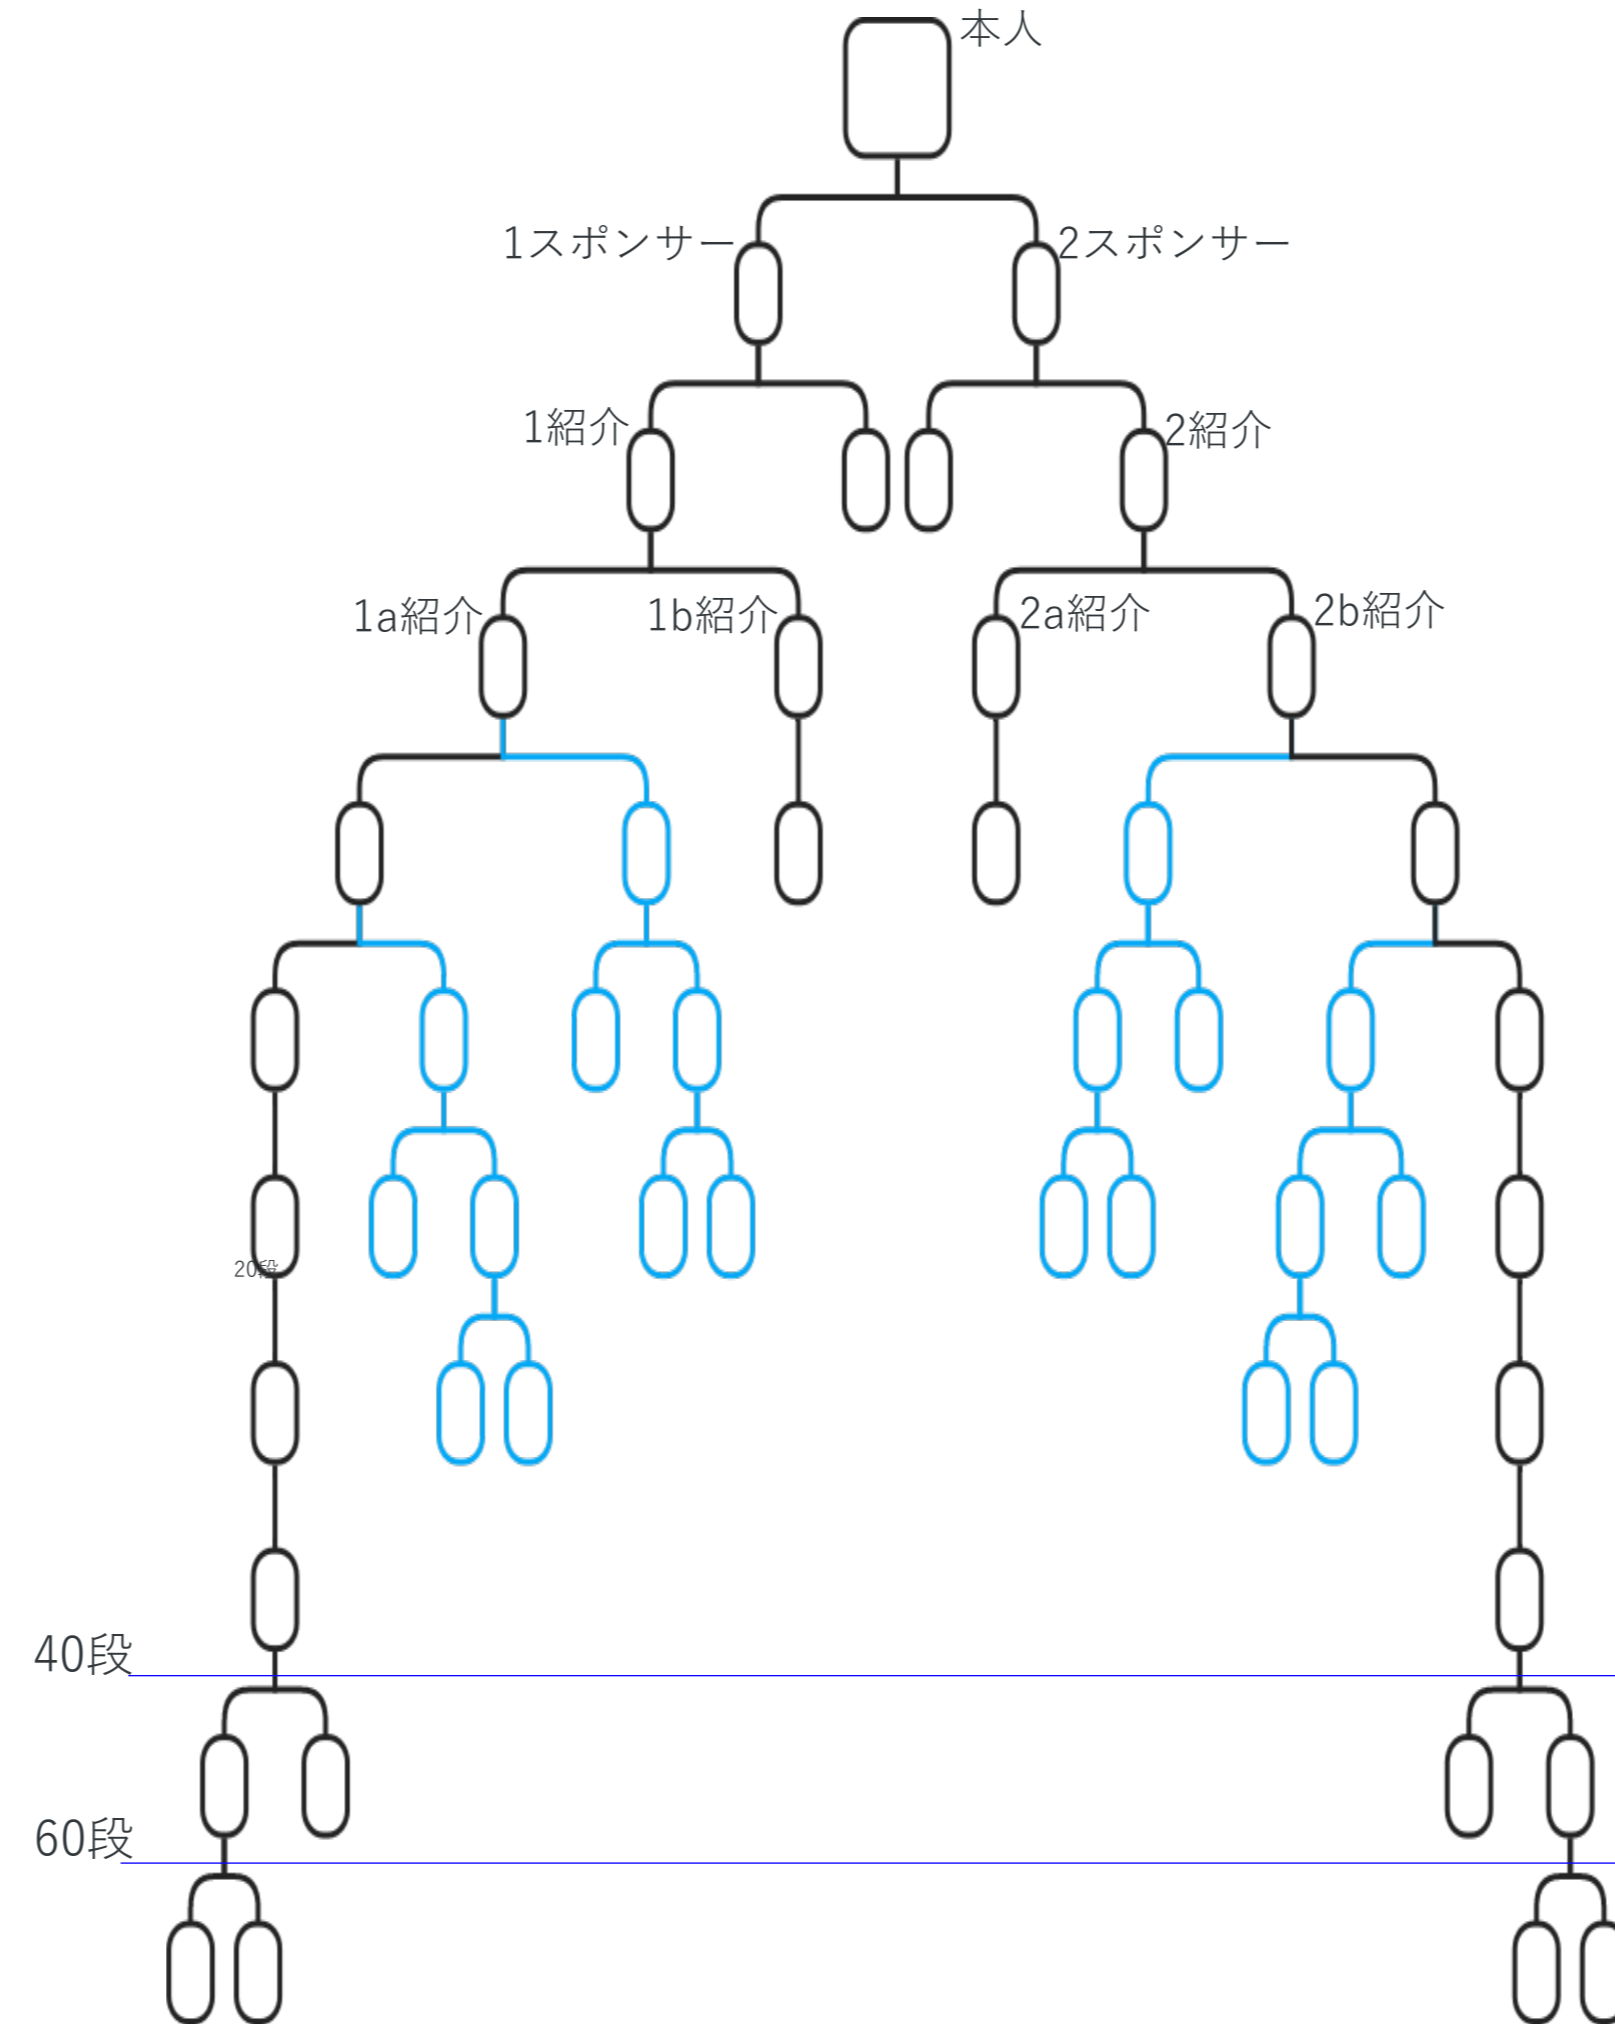 本人
1スポンサー
2スポンサー
1紹介
2紹介
1a紹介
1b紹介
2a紹介
2b紹介
20段
40段
60段